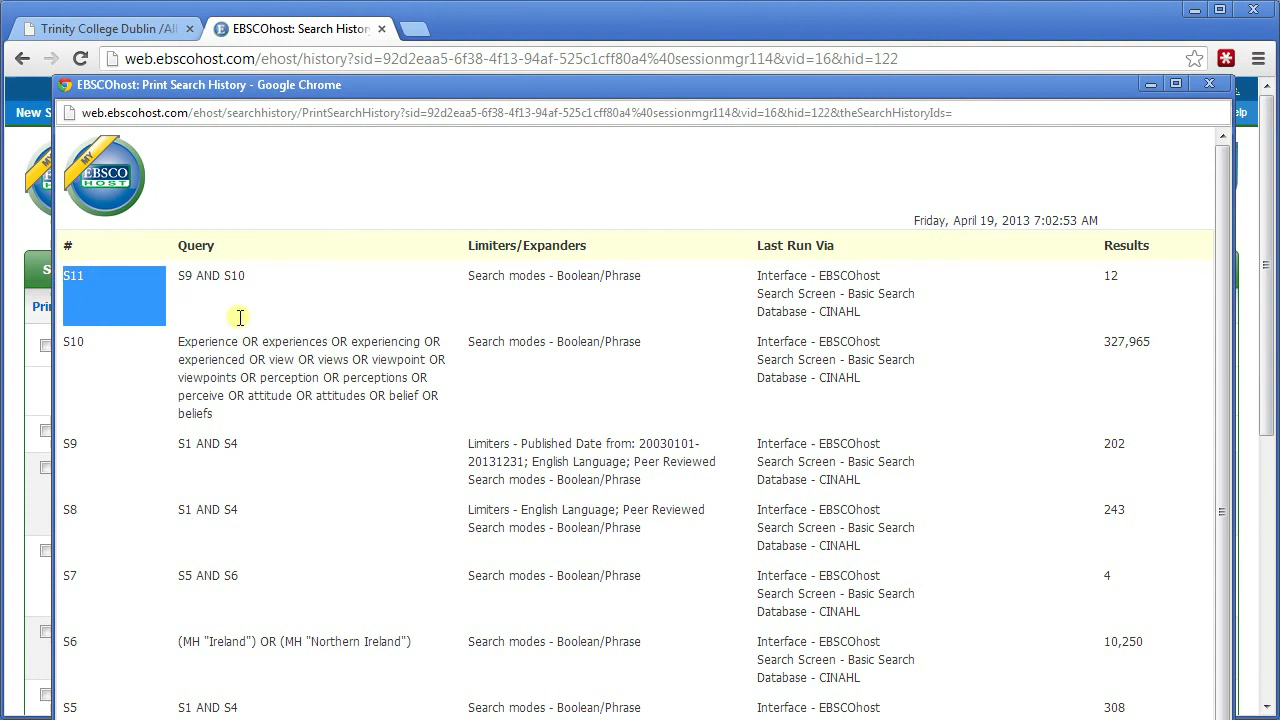 Trinity College Dublin /All
EBSCOhost: Search History
web.ebscohost.com/ehost/history?sid=92d2eaa5-6f38-4f13-94af-525c1cff80a4%40sessionmgr114&vid=16&hid=122
EBSCOhost: Print Search History - Google Chrome
New S
elp
web.ebscohost.com/ehost/searchhistory/PrintSearchHistory?sid=92d2eaa5-6f38-4f13-94af-525c1cff80a4%40sessionmgr114&vid=16&hid=122&theSearchHistoryIds=
MY
MY
EBSCO
HOST
Friday, April 19, 2013 7:02:53 AM
# Query Limiters/Expanders Last Run Via Results
S
Pri
S11 S9 AND S10 Search modes - Boolean/Phrase Interface - EBSCOhost 12
Search Screen - Basic Search
Database - CINAHL
S10 Experience OR experiences OR experiencing OR Search modes - Boolean/Phrase Interface - EBSCOhost 327,965
experienced OR view OR views OR viewpoint OR Search Screen - Basic Search
viewpoints OR perception OR perceptions OR Database - CINAHL
perceive OR attitude OR attitudes OR belief OR
beliefs
S9 S1 AND S4 Limiters - Published Date from: 20030101- Interface - EBSCOhost 202
20131231; English Language; Peer Reviewed Search Screen - Basic Search
Search modes - Boolean/Phrase Database - CINAHL
S8 S1 AND S4 Limiters - English Language; Peer Reviewed Interface - EBSCOhost 243
Search modes - Boolean/Phrase Search Screen - Basic Search
Database - CINAHL
S7 S5 AND S6 Search modes - Boolean/Phrase Interface - EBSCOhost 4
Search Screen - Basic Search
Database - CINAHL
S6 (MH "Ireland") OR (MH "Northern Ireland") Search modes - Boolean/Phrase Interface - EBSCOhost 10,250
Search Screen - Basic Search
Database - CINAHL
S5 S1 AND S4 Search modes - Boolean/Phrase Interface - EBSCOhost 308